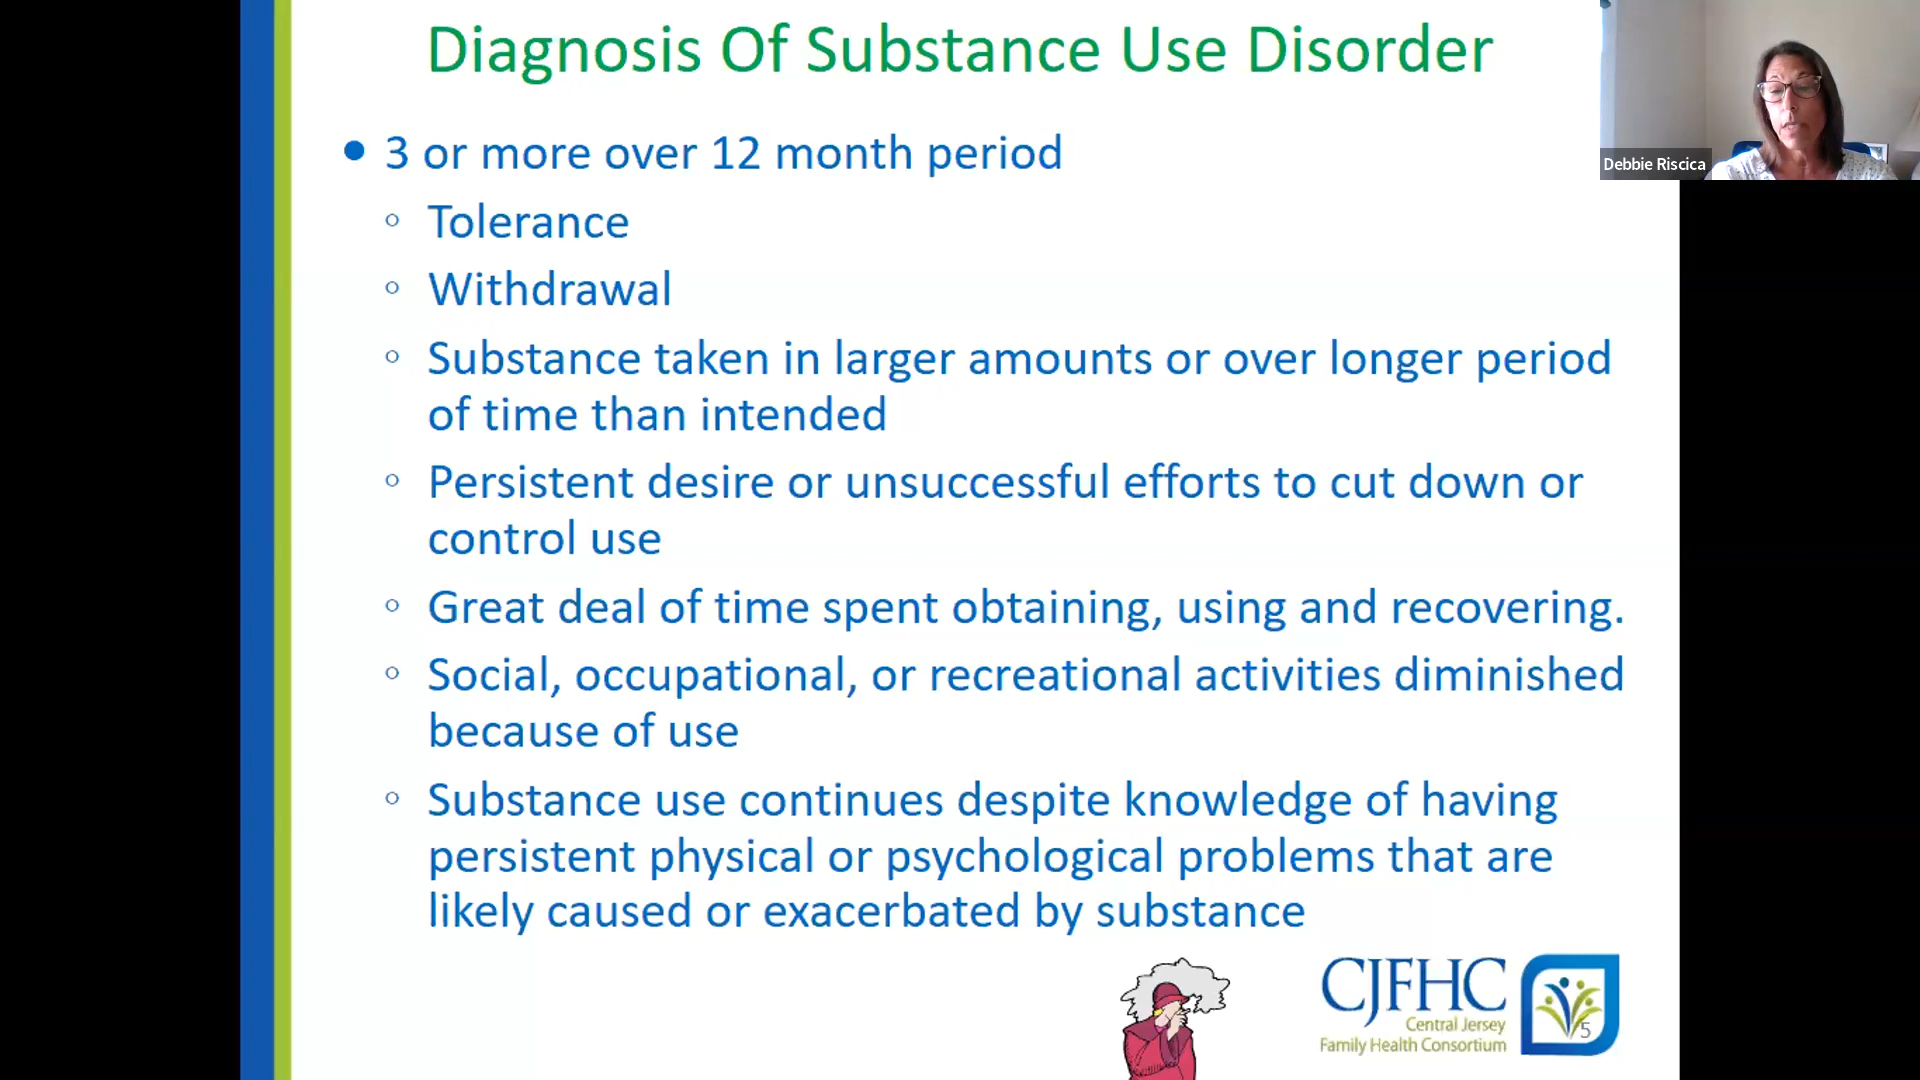 Diagnosis Of Substance Use Disorder
Debbie Riscica
3 or more over 12 month period
Tolerance
Withdrawal
Substance taken in larger amounts or over longer period
of time than intended
Persistent desire or unsuccessful efforts to cut down or
control use
Great deal of time spent obtaining, using and recovering.
Social, occupational, or recreational activities diminished
because of use
Substance use continues despite knowledge of having
persistent physical or psychological problems that are
likely caused or exacerbated by substance
CJFHC
Central Jersey
Family Health Consortium
5